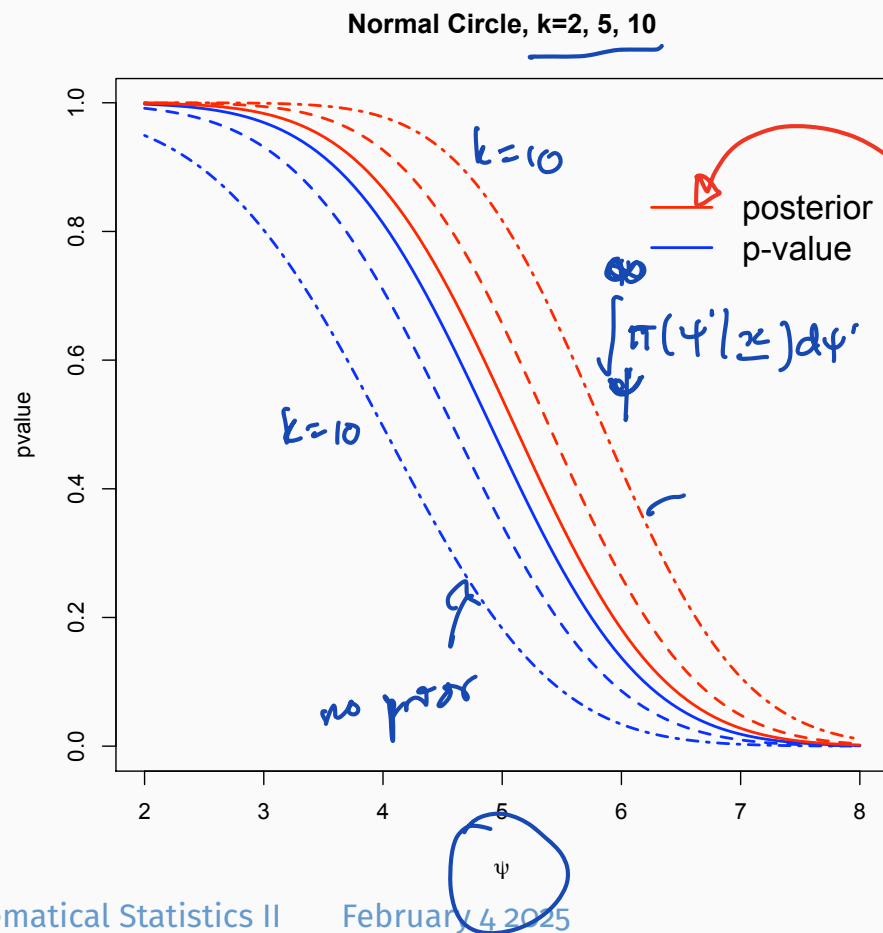 Normal Circle, k=2, 5, 10
pvalue
1.0
0.8
0.6
0.4
0.2
0.0
k=10
posterior
p-value
∞
∫ π(ψ'|x)dψ'
ψ
k=10
no prior
2 3 4 5 6 7 8
ψ
ematical Statistics II February 4 2025